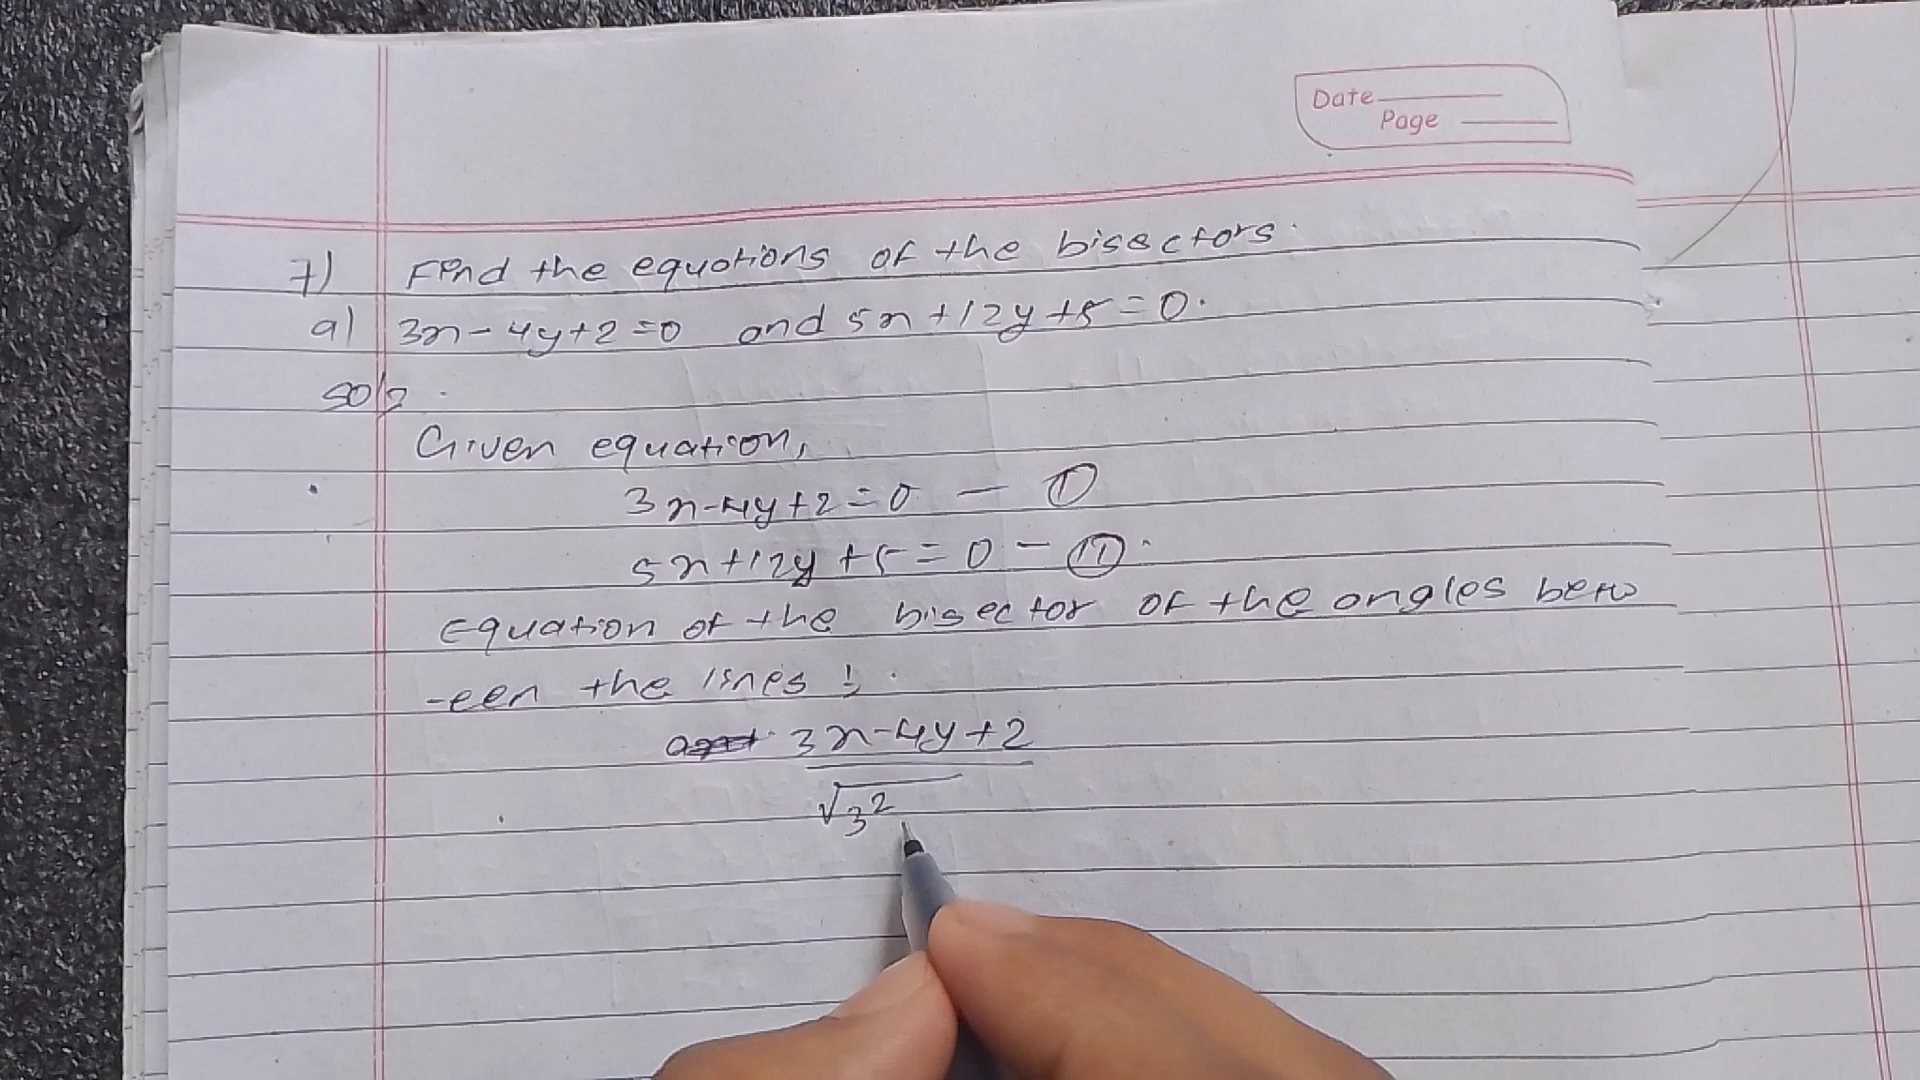 Date
Page
7) Find the equations of the bisectors.
a) 3x-4y+2=0 and 5x+12y+5=0.
Soln.
Given equation,
3x-4y+2=0 - I
5x+12y+5=0 - II.
Equation of the bisector of the angles betw
-een the lines :.
3x-4y+2
√3²